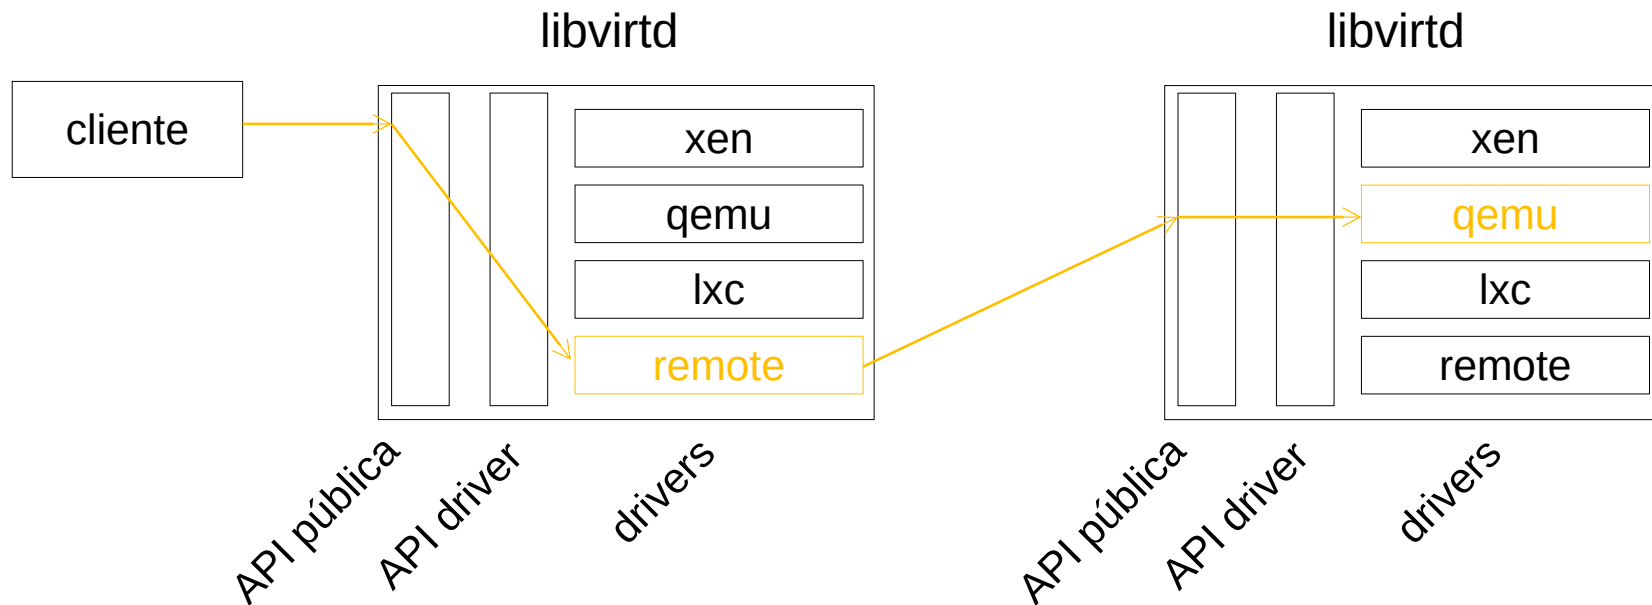 libvirtd
libvirtd
cliente
xen
qemu
lxc
remote
xen
qemu
lxc
remote
API pública
API driver
drivers
API pública
API driver
drivers